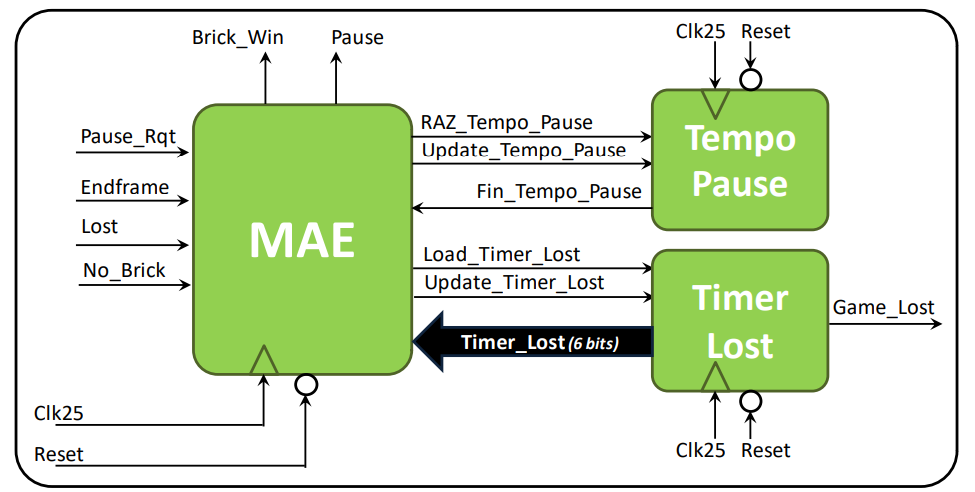 Brick_Win
Pause
Clk25
Reset
Pause_Rqt
Endframe
Lost
No_Brick
MAE
RAZ_Tempo_Pause
Update_Tempo_Pause
Fin_Tempo_Pause
Tempo
Pause
Load_Timer_Lost
Update_Timer_Lost
Timer_Lost (6 bits)
Timer
Lost
Game_Lost
Clk25
Reset
Clk25
Reset